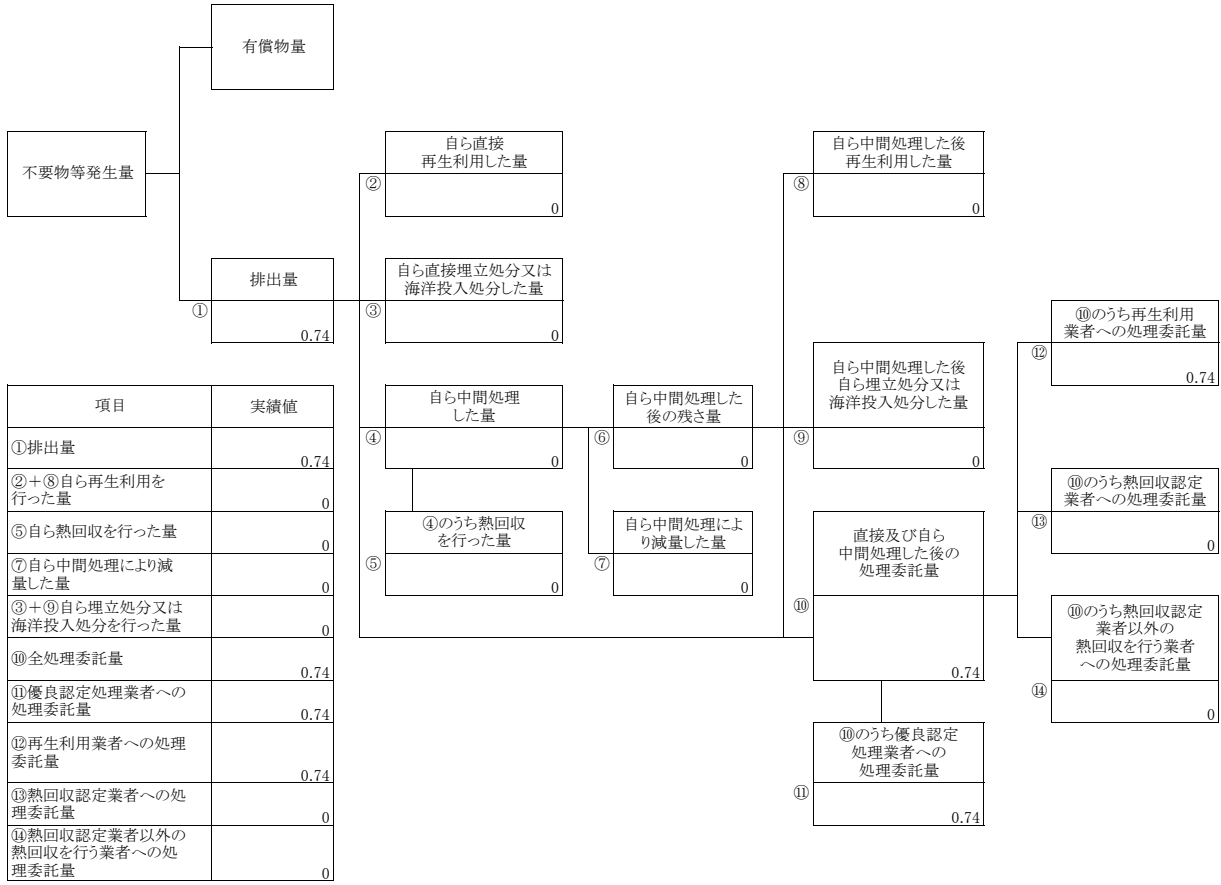 有償物量
不要物等発生量
自ら直接
再生利用した量
②
0
自ら中間処理した後
再生利用した量
⑧
0
排出量
①
0.74
自ら直接埋立処分又は
海洋投入処分した量
③
0
⑩のうち再生利用
業者への処理委託量
⑫
0.74
自ら中間処理
した量
④
0
自ら中間処理した
後の残さ量
⑥
0
自ら中間処理した後
自ら埋立処分又は
海洋投入処分した量
⑨
0
⑩のうち熱回収認定
業者への処理委託量
⑬
0
④のうち熱回収
を行った量
⑤
0
自ら中間処理によ
り減量した量
⑦
0
直接及び自ら
中間処理した後の
処理委託量
⑩
0.74
⑩のうち熱回収認定
業者以外の
熱回収を行う業者
への処理委託量
⑭
0
⑩のうち優良認定
処理業者への
処理委託量
⑪
0.74
項目 実績値
①排出量
0.74
②+⑧自ら再生利用を
行った量
0
⑤自ら熱回収を行った量
0
⑦自ら中間処理により減
量した量
0
③+⑨自ら埋立処分又は
海洋投入処分を行った量
0
⑩全処理委託量
0.74
⑪優良認定処理業者への
処理委託量
0.74
⑫再生利用業者への処理
委託量
0.74
⑬熱回収認定業者への処
理委託量
0
⑭熱回収認定業者以外の
熱回収を行う業者への処
理委託量
0